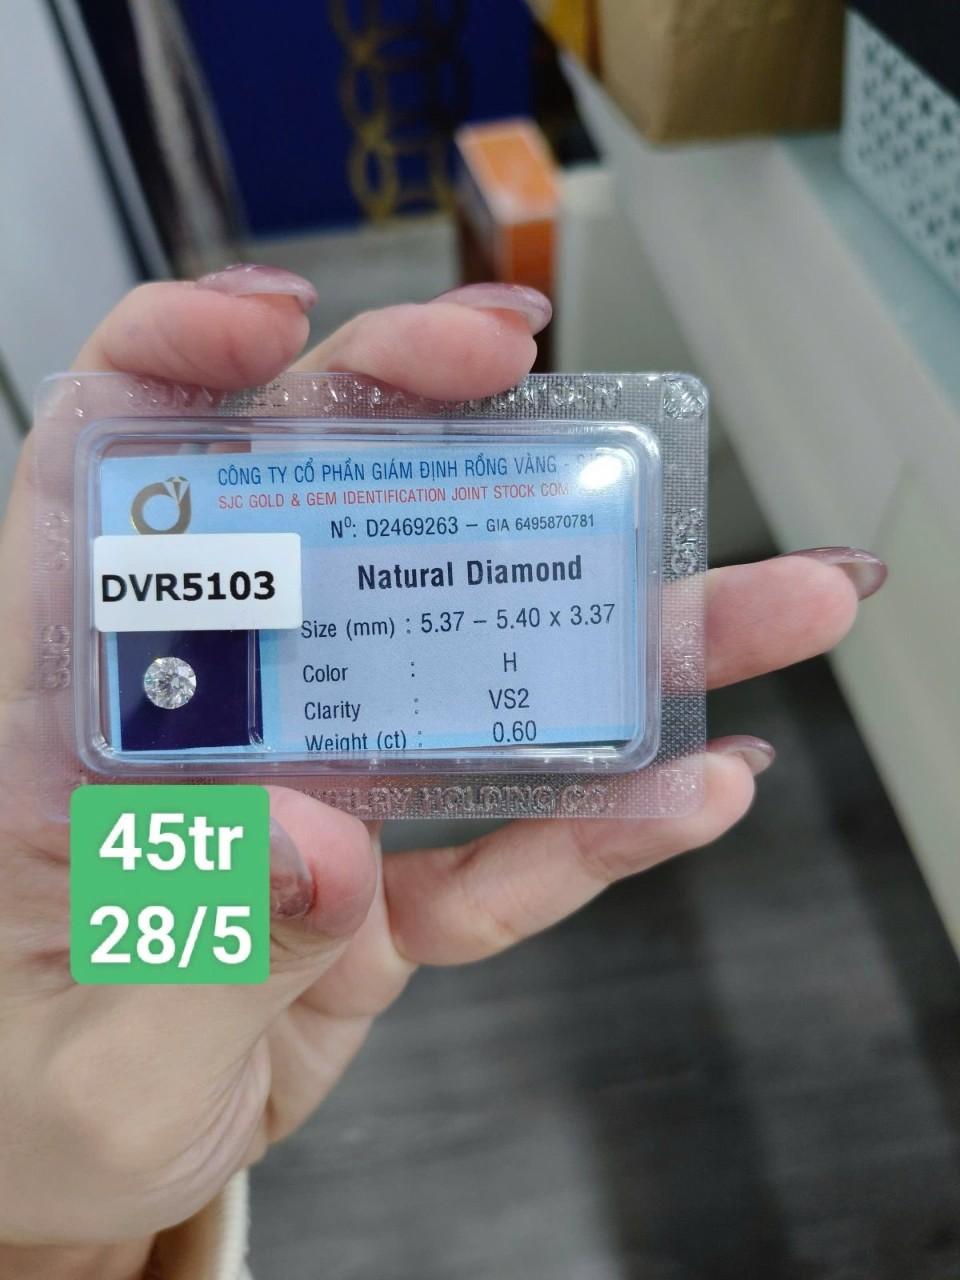 CÔNG TY CỔ PHẦN GIÁM ĐỊNH RỒNG VÀNG -
SJC GOLD & GEM IDENTIFICATION JOINT STOCK
Nº: D2469263 - GIA 6495870781
DVR5103
Natural Diamond
Size (mm) : 5.37 - 5.40 x 3.37
Color : H
Clarity : VS2
Weight (ct) : 0.60
HOLDING
45tr
28/5